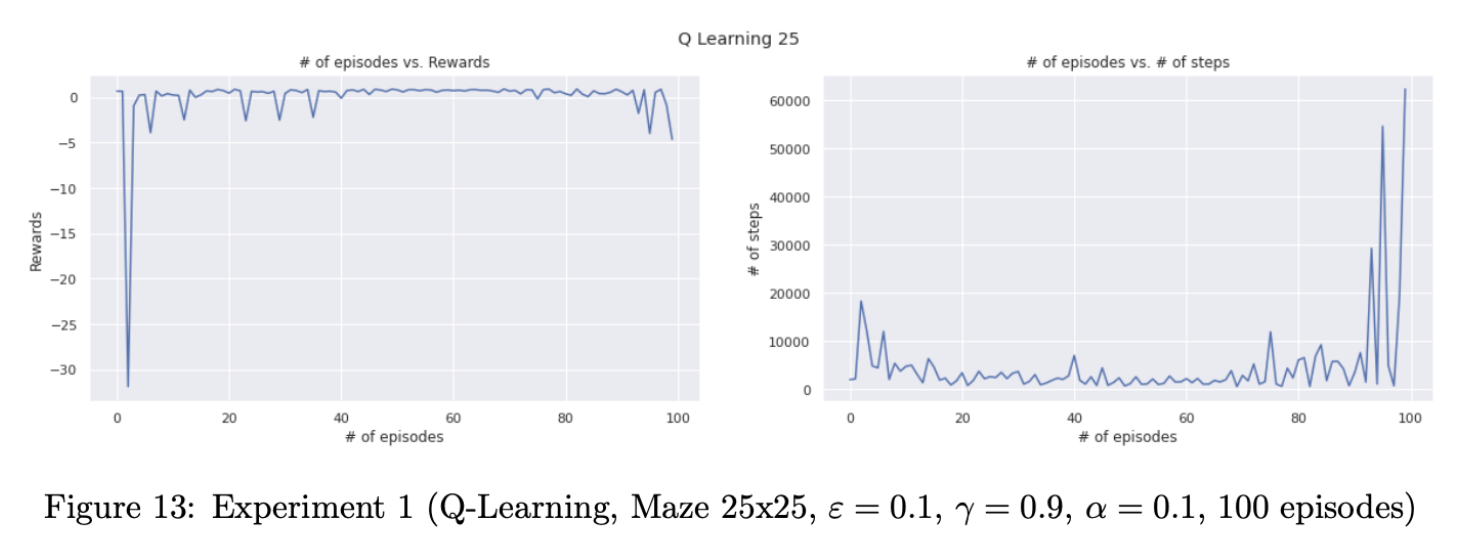 Q Learning 25
# of episodes vs. Rewards
0
−5
−10
−15
−20
−25
−30
Rewards
0 20 40 60 80 100
# of episodes
# of episodes vs. # of steps
60000
50000
40000
30000
20000
10000
0
# of steps
0 20 40 60 80 100
# of episodes
Figure 13: Experiment 1 (Q-Learning, Maze 25x25, ε = 0.1, γ = 0.9, α = 0.1, 100 episodes)